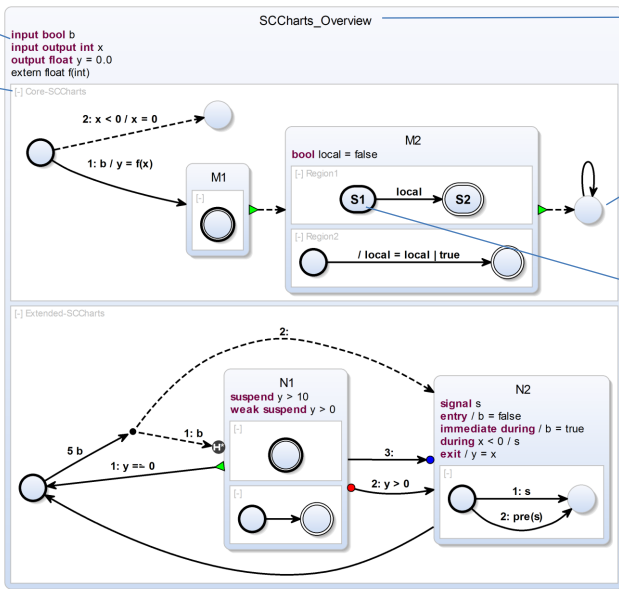 SCCharts_Overview
input bool b
input output int x
output float y = 0.0
extern float f(int)
[-] Core-SCCharts
2: x < 0 / x = 0
1: b / y = f(x)
M1
[-]
M2
bool local = false
[-] Region1
S1
local
S2
[-] Region2
/ local = local | true
[-] Extended-SCCharts
2:
N1
suspend y > 10
weak suspend y > 0
[-]
[-]
5 b
1: b
H*
1: y == 0
3:
2: y > 0
N2
signal s
entry / b = false
immediate during / b = true
during x < 0 / s
exit / y = x
[-]
1: s
2: pre(s)